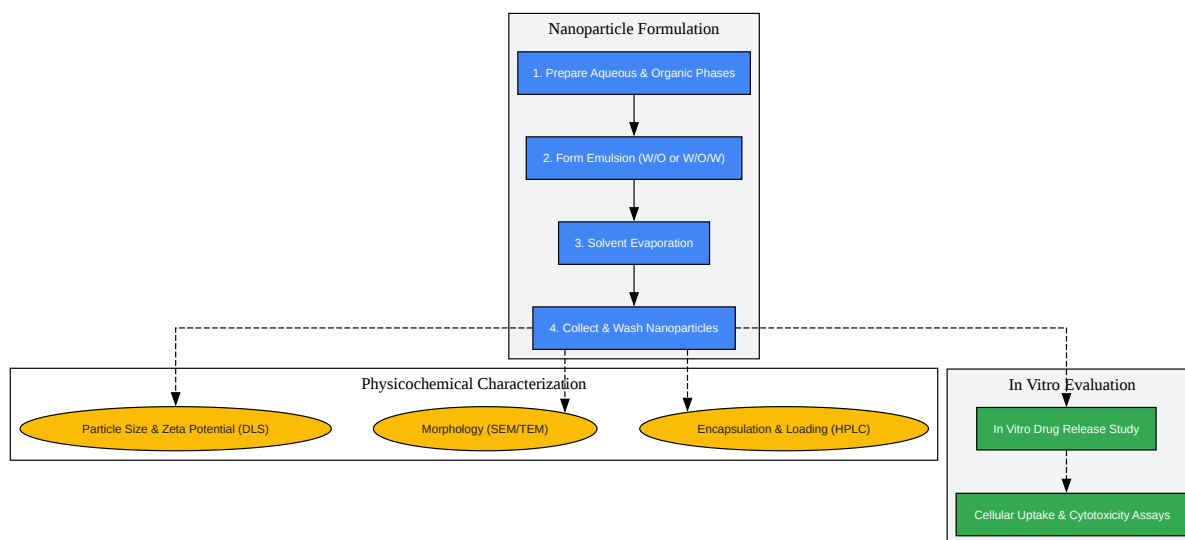 Nanoparticle Formulation
1. Prepare Aqueous & Organic Phases
2. Form Emulsion (W/O or W/O/W)
3. Solvent Evaporation
4. Collect & Wash Nanoparticles
Physicochemical Characterization
Particle Size & Zeta Potential (DLS)
Morphology (SEM/TEM)
Encapsulation & Loading (HPLC)
In Vitro Evaluation
In Vitro Drug Release Study
Cellular Uptake & Cytotoxicity Assays